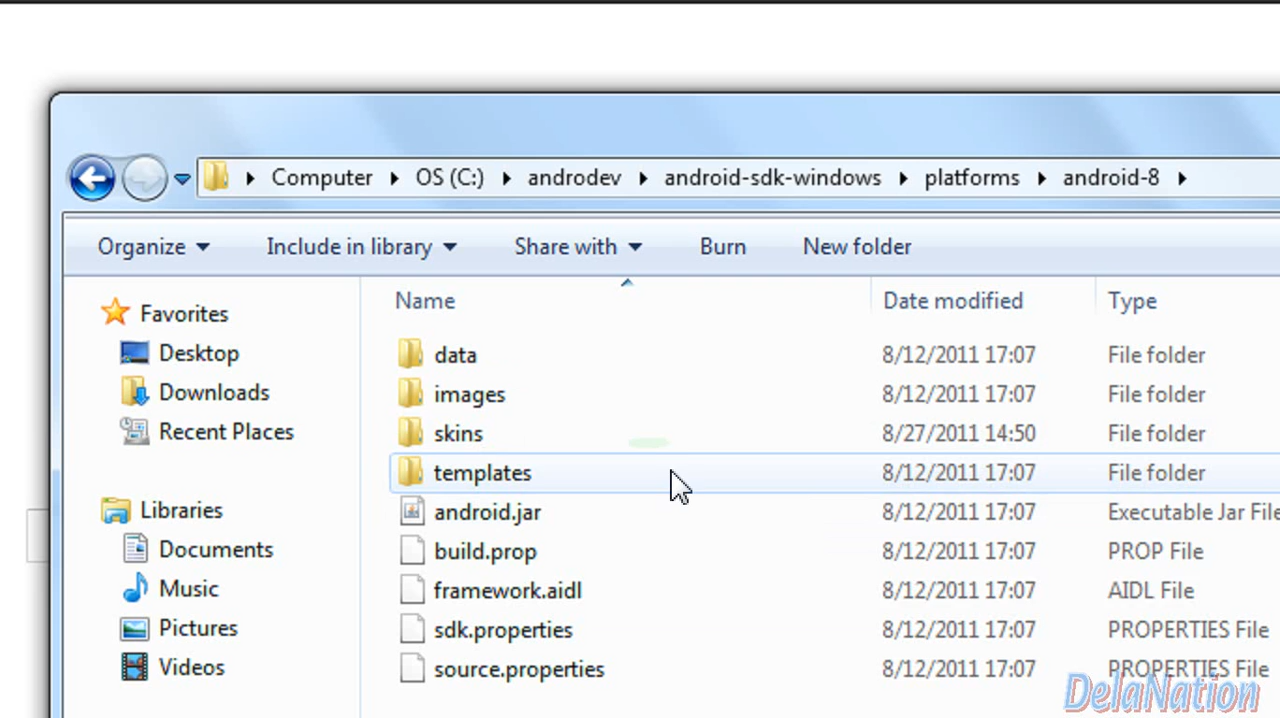 Computer OS (C:) androdev android-sdk-windows platforms android-8
Organize Include in library Share with Burn New folder
Name Date modified Type
Favorites
Desktop
Downloads
Recent Places
Libraries
Documents
Music
Pictures
Videos
data 8/12/2011 17:07 File folder
images 8/12/2011 17:07 File folder
skins 8/27/2011 14:50 File folder
templates 8/12/2011 17:07 File folder
android.jar 8/12/2011 17:07 Executable Jar File
build.prop 8/12/2011 17:07 PROP File
framework.aidl 8/12/2011 17:07 AIDL File
sdk.properties 8/12/2011 17:07 PROPERTIES File
source.properties 8/12/2011 17:07 PROPERTIES File
DelaNation